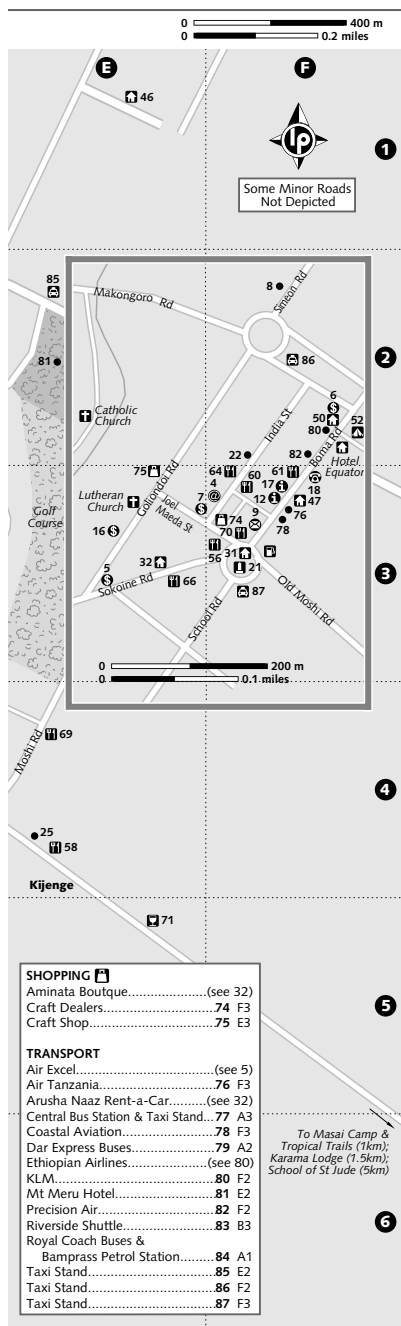 0 400 m
0 0.2 miles
E F
46
1
lp
Some Minor Roads
Not Depicted
85
8
Simeon Rd
Makongoro Rd
86
2
81
6
50
52
80
Catholic
Church
India St
Boma Rd
22
82
Hotel
Equator
75
64
60
61
4
17
18
Goliondoi Rd
Lutheran
Church
7
12
47
Joel
Maeda St
9
76
74
78
Golf
Course
16
70
3
5
32
56
31
21
66
Sokoine Rd
87
School Rd
Old Moshi Rd
0 200 m
0 0.1 miles
69
Moshi Rd
4
25
58
Kijenge
71
5
SHOPPING
Aminata Boutque......................(see 32)
Craft Dealers..............................74 F3
Craft Shop..................................75 E3
TRANSPORT
Air Excel.....................................(see 5)
Air Tanzania...............................76 F3
Arusha Naaz Rent-a-Car..........(see 32)
Central Bus Station & Taxi Stand...77 A3
Coastal Aviation.........................78 F3
Dar Express Buses......................79 A2
Ethiopian Airlines......................(see 80)
KLM............................................80 F2
Mt Meru Hotel...........................81 E2
Precision Air...............................82 F2
Riverside Shuttle........................83 B3
Royal Coach Buses &
Bamprass Petrol Station..........84 A1
Taxi Stand..................................85 E2
Taxi Stand..................................86 F2
Taxi Stand..................................87 F3
To Masai Camp &
Tropical Trails (1km);
Karama Lodge (1.5km);
School of St Jude (5km)
6